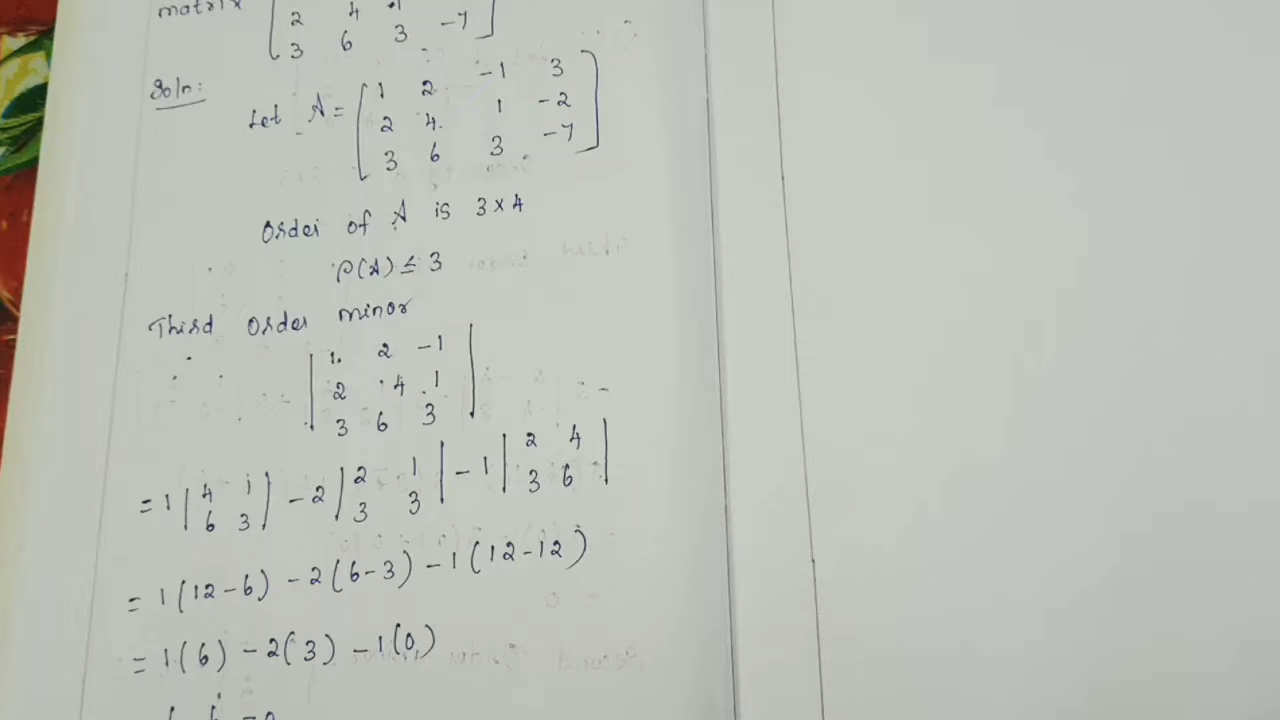 matrix
2 4 1
3 6 3 -7
Soln:
Let A = [ 1 2 -1 3
2 4 1 -2
3 6 3 -7 ]
Order of A is 3 × 4
ρ(A) ≤ 3
Third Order minor
| 1 2 -1 |
| 2 4 1 |
| 3 6 3 |
= 1 | 4 1 | - 2 | 2 1 | - 1 | 2 4 |
| 6 3 | | 3 3 | | 3 6 |
= 1 (12 - 6) - 2 (6 - 3) - 1 (12 - 12)
= 1 (6) - 2 (3) - 1 (0)